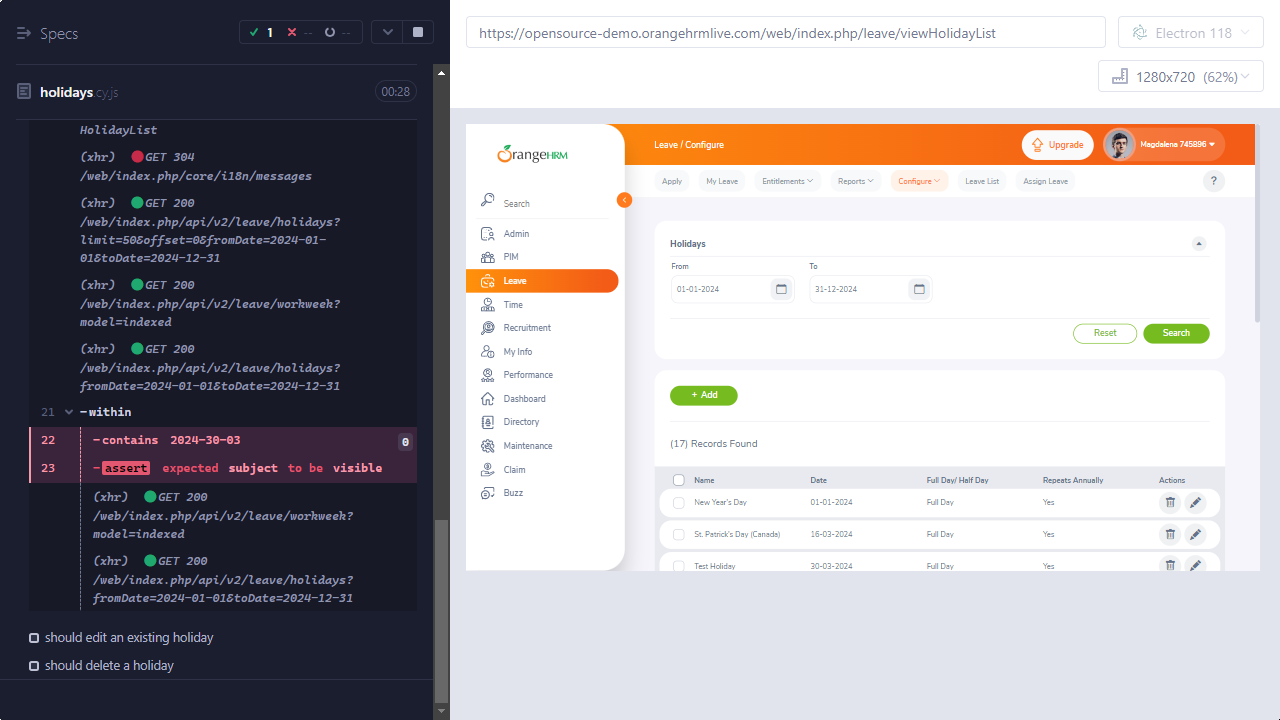 Specs
1
--
--
holidays.cy.js
00:28
HolidayList
(xhr) GET 304
/web/index.php/core/i18n/messages
(xhr) GET 200
/web/index.php/api/v2/leave/holidays?
limit=50&offset=0&fromDate=2024-01-
01&toDate=2024-12-31
(xhr) GET 200
/web/index.php/api/v2/leave/workweek?
model=indexed
(xhr) GET 200
/web/index.php/api/v2/leave/holidays?
fromDate=2024-01-01&toDate=2024-12-31
21 -within
22 -contains 2024-30-03 0
23 -assert expected subject to be visible
(xhr) GET 200
/web/index.php/api/v2/leave/workweek?
model=indexed
(xhr) GET 200
/web/index.php/api/v2/leave/holidays?
fromDate=2024-01-01&toDate=2024-12-31
should edit an existing holiday
should delete a holiday
https://opensource-demo.orangehrmlive.com/web/index.php/leave/viewHolidayList
Electron 118
1280x720 (62%)
OrangeHRM
Search
Admin
PIM
Leave
Time
Recruitment
My Info
Performance
Dashboard
Directory
Maintenance
Claim
Buzz
Leave / Configure
Upgrade
Magdalena 745896
Apply
My Leave
Entitlements
Reports
Configure
Leave List
Assign Leave
?
Holidays
From To
01-01-2024 31-12-2024
Reset Search
+ Add
(17) Records Found
Name Date Full Day/ Half Day Repeats Annually Actions
New Year's Day 01-01-2024 Full Day Yes
St. Patrick's Day (Canada) 16-03-2024 Full Day Yes
Test Holiday 30-03-2024 Full Day Yes